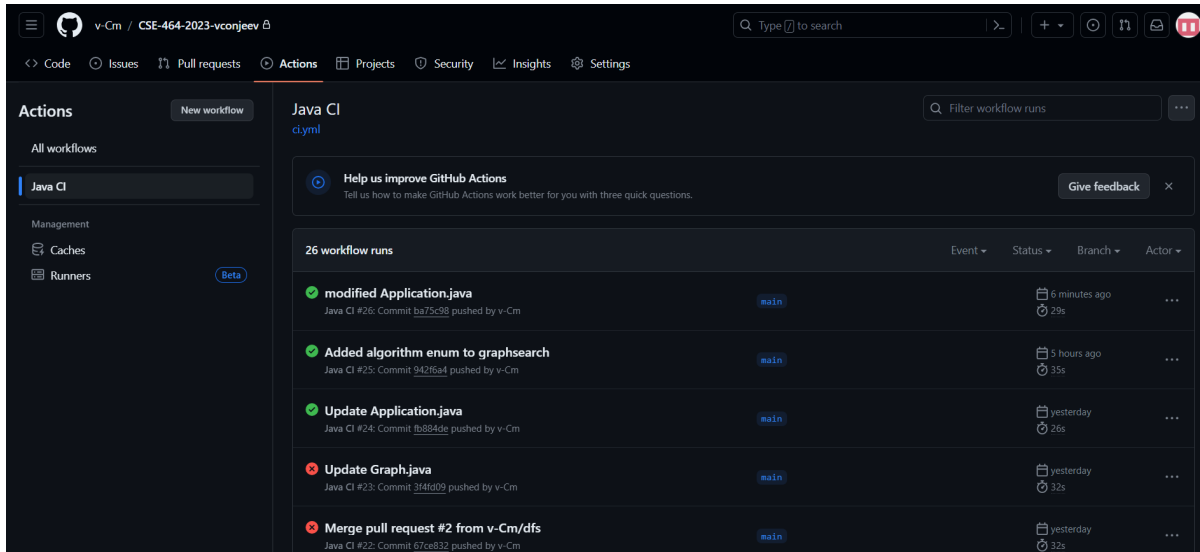 v-Cm / CSE-464-2023-vconjeev
Type / to search
Code Issues Pull requests Actions Projects Security Insights Settings
Actions
New workflow
All workflows
Java CI
Management
Caches
Runners Beta
Java CI
ci.yml
Filter workflow runs
Help us improve GitHub Actions
Tell us how to make GitHub Actions work better for you with three quick questions.
Give feedback
26 workflow runs
Event Status Branch Actor
modified Application.java
main
6 minutes ago
Java CI #26: Commit ba75c98 pushed by v-Cm
29s
Added algorithm enum to graphsearch
main
5 hours ago
Java CI #25: Commit 942f6a4 pushed by v-Cm
35s
Update Application.java
main
yesterday
Java CI #24: Commit fb884de pushed by v-Cm
26s
Update Graph.java
main
yesterday
Java CI #23: Commit 3f4fd09 pushed by v-Cm
32s
Merge pull request #2 from v-Cm/dfs
main
yesterday
Java CI #22: Commit 67ce832 pushed by v-Cm
32s